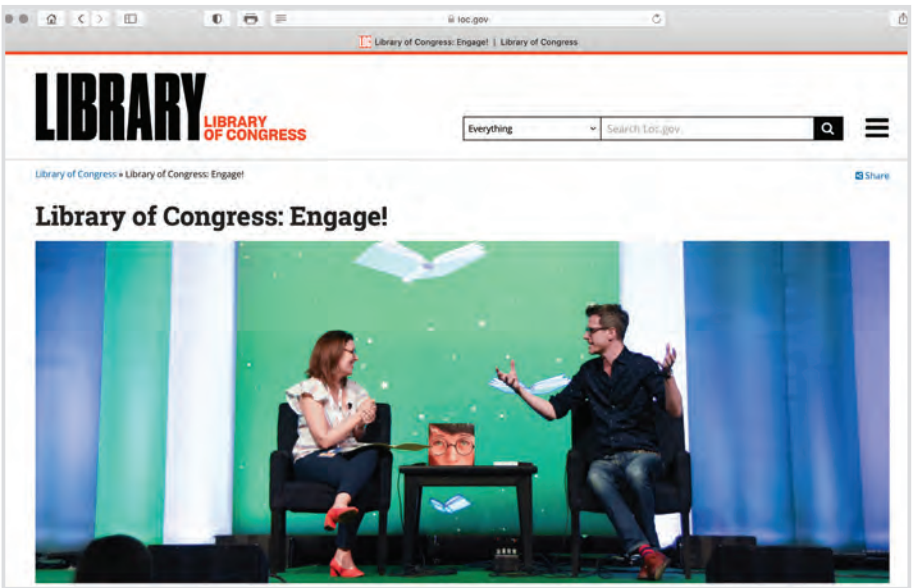 loc.gov
Library of Congress: Engage! | Library of Congress
LIBRARY
LIBRARY
OF CONGRESS
Everything
Search Loc.gov
Library of Congress » Library of Congress: Engage!
Share
Library of Congress: Engage!